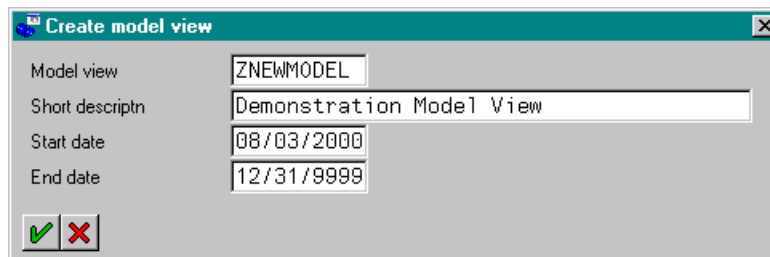 Create model view
Model view ZNEWMODEL
Short descriptn Demonstration Model View
Start date 08/03/2000
End date 12/31/9999